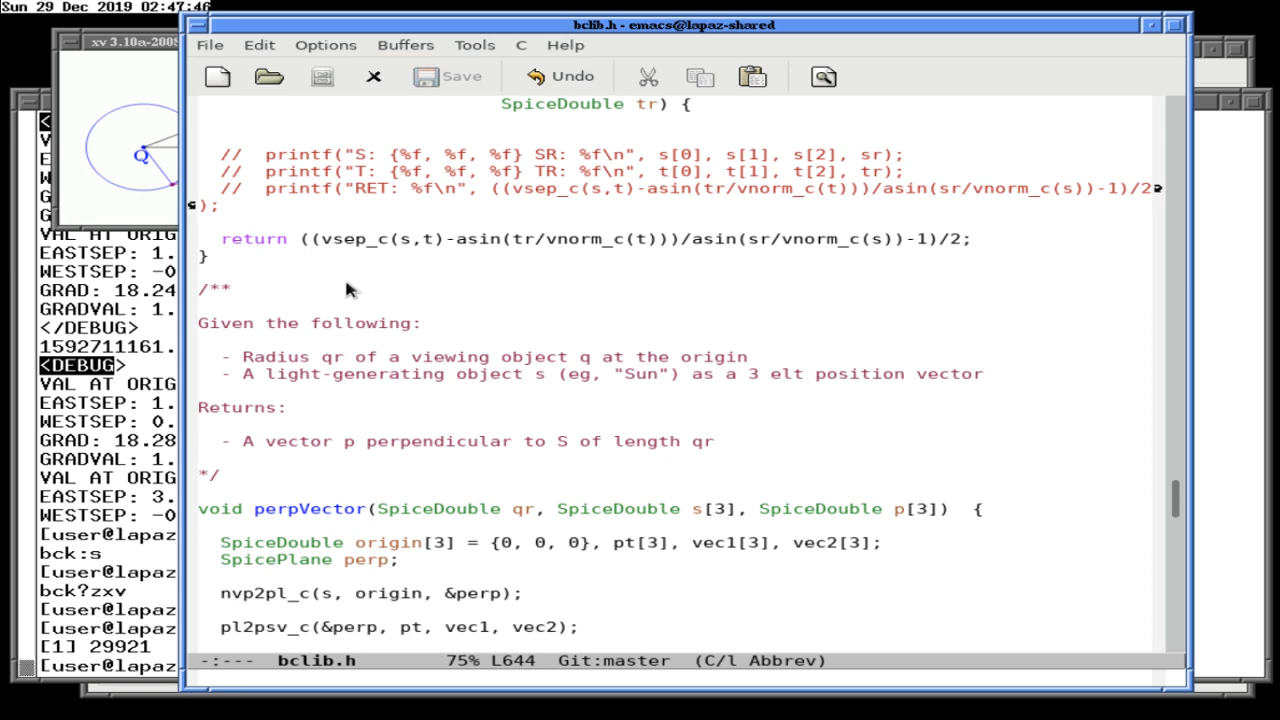 Sun 29 Dec 2019 02:47:46
bclib.h - emacs@lapaz-shared
xv 3.10a-2009
File Edit Options Buffers Tools C Help
Save Undo
Q
SpiceDouble tr) {
//  printf("S: {%f, %f, %f} SR: %f\n", s[0], s[1], s[2], sr);
//  printf("T: {%f, %f, %f} TR: %f\n", t[0], t[1], t[2], tr);
//  printf("RET: %f\n", ((vsep_c(s,t)-asin(tr/vnorm_c(t)))/asin(sr/vnorm_c(s))-1)/2
);
return ((vsep_c(s,t)-asin(tr/vnorm_c(t)))/asin(sr/vnorm_c(s))-1)/2;
}
/**
Given the following:
- Radius qr of a viewing object q at the origin
- A light-generating object s (eg, "Sun") as a 3 elt position vector
Returns:
- A vector p perpendicular to S of length qr
*/
void perpVector(SpiceDouble qr, SpiceDouble s[3], SpiceDouble p[3])  {
SpiceDouble origin[3] = {0, 0, 0}, pt[3], vec1[3], vec2[3];
SpicePlane perp;
nvp2pl_c(s, origin, &perp);
pl2psv_c(&perp, pt, vec1, vec2);
-:---  bclib.h  75% L644  Git:master  (C/l Abbrev)
VAL AT ORIG
EASTSEP: 1.
WESTSEP: -0
GRAD: 18.24
GRADVAL: 1.
</DEBUG>
1592711161.
<DEBUG>
VAL AT ORIG
EASTSEP: 1.
WESTSEP: 0.
GRAD: 18.28
GRADVAL: 1.
VAL AT ORIG
EASTSEP: 3.
WESTSEP: -0
[user@lapaz
bck:s
[user@lapaz
bck?zxv
[user@lapaz
[user@lapaz
[1] 29921
[user@lapaz